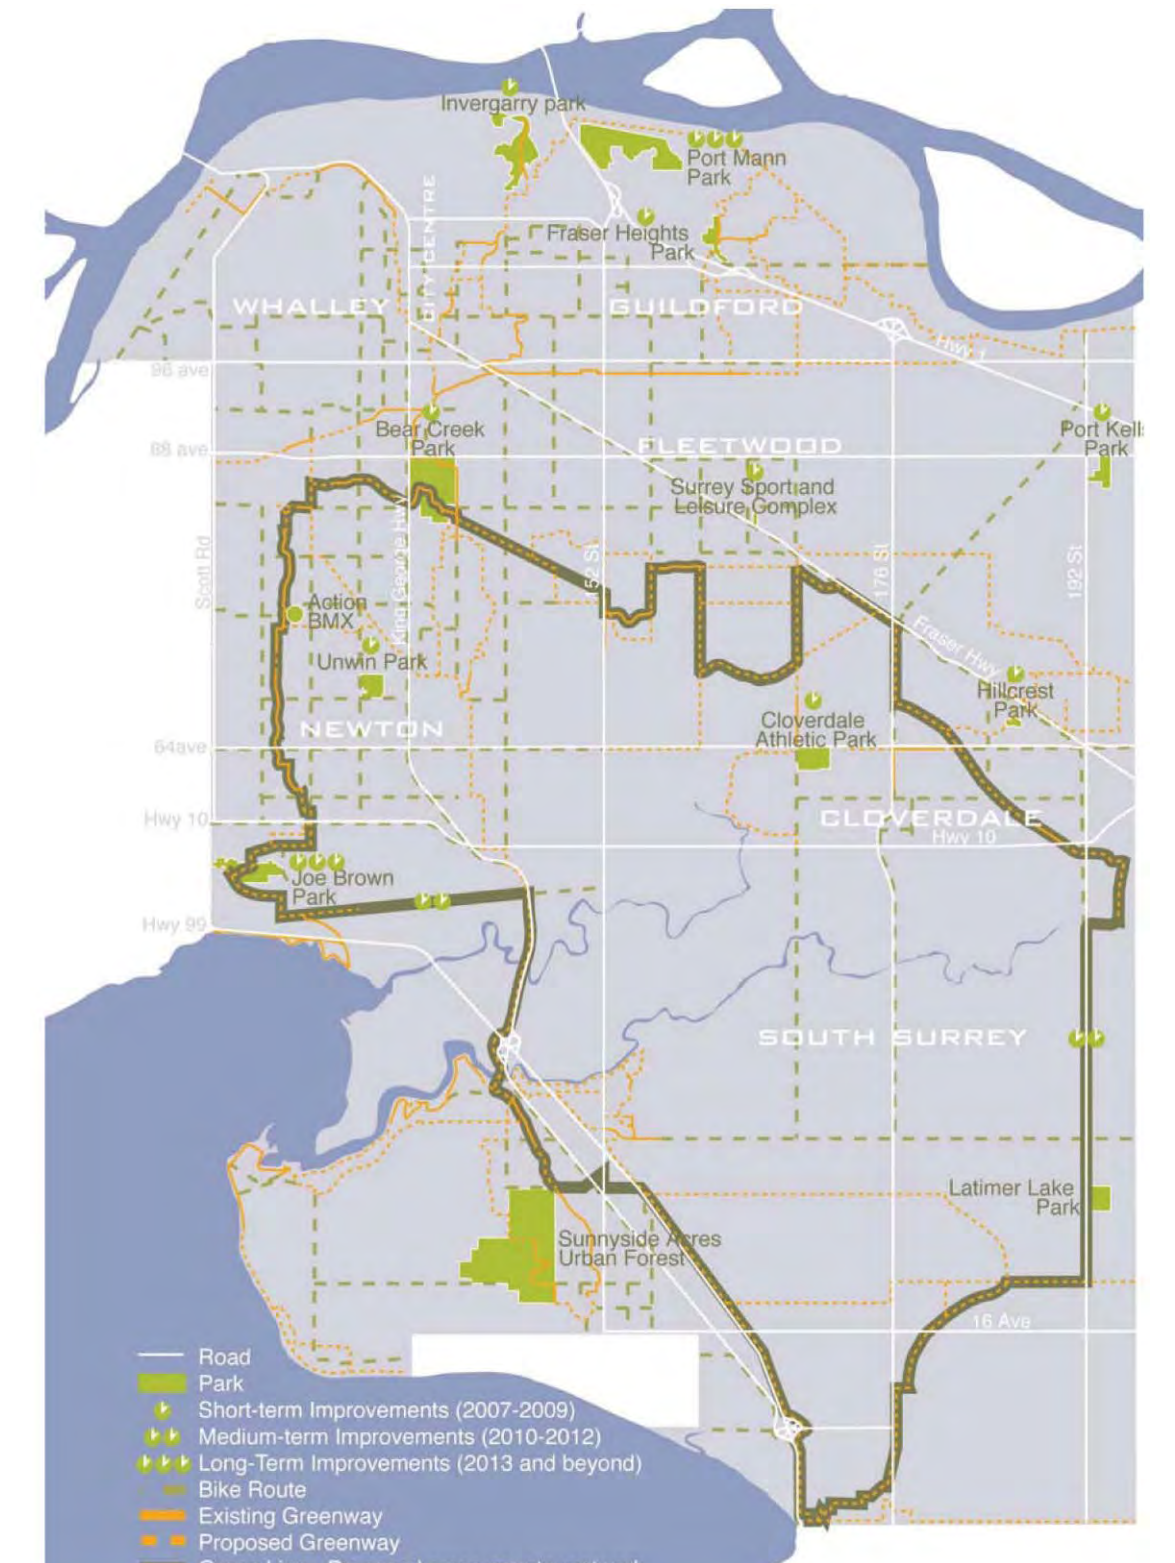 Invergarry park
Port Mann
Park
CITY CENTRE
Fraser Heights
Park
WHALLEY
GUILDFORD
Hwy 1
96 ave
Bear Creek
Park
Port Kell
Park
88 ave
FLEETWOOD
Surrey Sport and
Leisure Complex
Scott Rd
King George Hwy
152 St
176 St
192 St
Action
BMX
Fraser Hwy
Unwin Park
Hillcrest
Park
NEWTON
Cloverdale
Athletic Park
64ave
Hwy 10
CLOVERDALE
Hwy 10
Joe Brown
Park
Hwy 99
SOUTH SURREY
Latimer Lake
Park
Sunnyside Acres
Urban Forest
16 Ave
Road
Park
Short-term Improvements (2007-2009)
Medium-term Improvements (2010-2012)
Long-Term Improvements (2013 and beyond)
Bike Route
Existing Greenway
Proposed Greenway